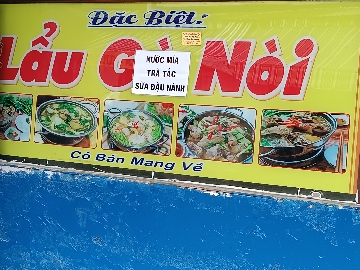 Đặc Biệt:
Lẩu Gà Nòi
NƯỚC MÍA
TRÀ TẮC
SỮA ĐẬU NÀNH
Có Bán Mang Về